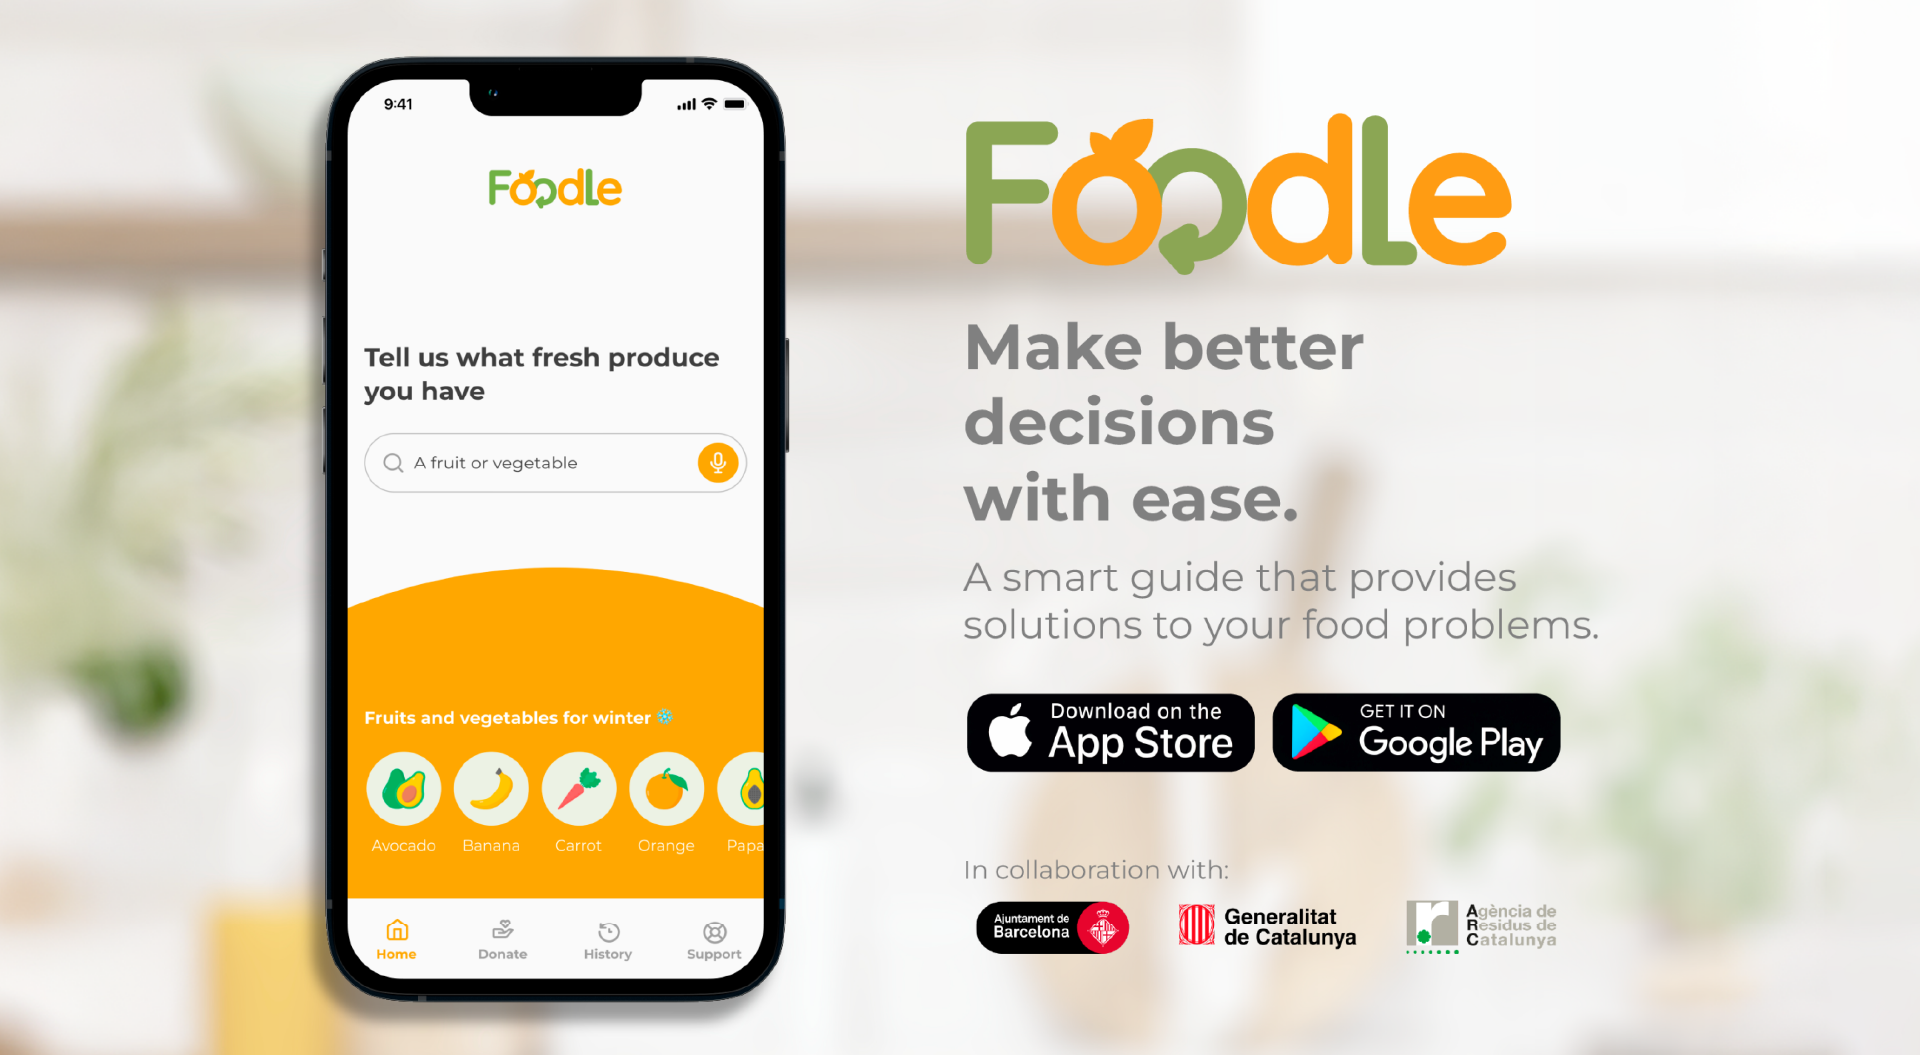 9:41
Foodle
Tell us what fresh produce
you have
A fruit or vegetable
Fruits and vegetables for winter
Avocado
Banana
Carrot
Orange
Papa
Home
Donate
History
Support
Foodle
Make better
decisions
with ease.
A smart guide that provides
solutions to your food problems.
Download on the
App Store
GET IT ON
Google Play
In collaboration with:
Ajuntament de
Barcelona
Generalitat
de Catalunya
Agència de
Residus de
Catalunya